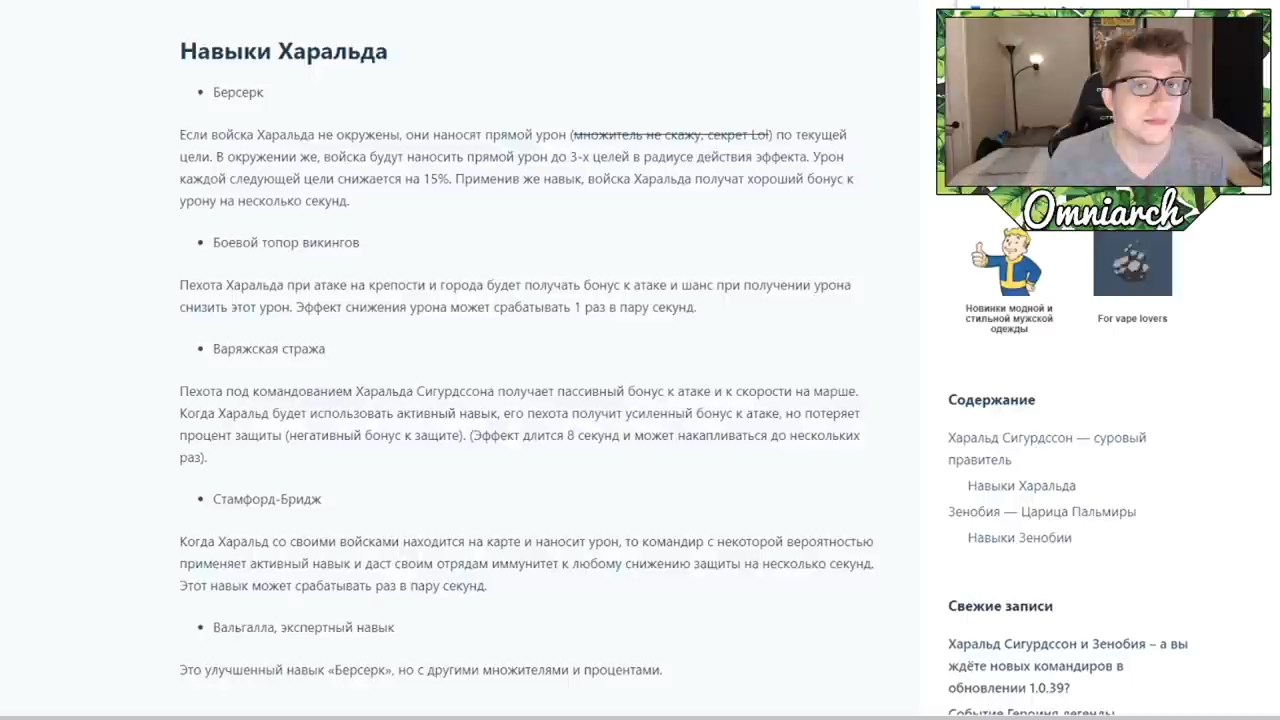 Навыки Харальда
• Берсерк
Если войска Харальда не окружены, они наносят прямой урон (множитель не скажу, секрет Lol) по текущей
цели. В окружении же, войска будут наносить прямой урон до 3-х целей в радиусе действия эффекта. Урон
каждой следующей цели снижается на 15%. Применив же навык, войска Харальда получат хороший бонус к
урону на несколько секунд.
• Боевой топор викингов
Пехота Харальда при атаке на крепости и города будет получать бонус к атаке и шанс при получении урона
снизить этот урон. Эффект снижения урона может срабатывать 1 раз в пару секунд.
• Варяжская стража
Пехота под командованием Харальда Сигурдссона получает пассивный бонус к атаке и к скорости на марше.
Когда Харальд будет использовать активный навык, его пехота получит усиленный бонус к атаке, но потеряет
процент защиты (негативный бонус к защите). (Эффект длится 8 секунд и может накапливаться до нескольких
раз).
• Стамфорд-Бридж
Когда Харальд со своими войсками находится на карте и наносит урон, то командир с некоторой вероятностью
применяет активный навык и даст своим отрядам иммунитет к любому снижению защиты на несколько секунд.
Этот навык может срабатывать раз в пару секунд.
• Вальгалла, экспертный навык
Это улучшенный навык «Берсерк», но с другими множителями и процентами.
Omniarch
Новинки модной и
стильной мужской
одежды
For vape lovers
Содержание
Харальд Сигурдссон — суровый
правитель
Навыки Харальда
Зенобия — Царица Пальмиры
Навыки Зенобии
Свежие записи
Харальд Сигурдссон и Зенобия – а вы
ждёте новых командиров в
обновлении 1.0.39?
Событие Героиня легенды